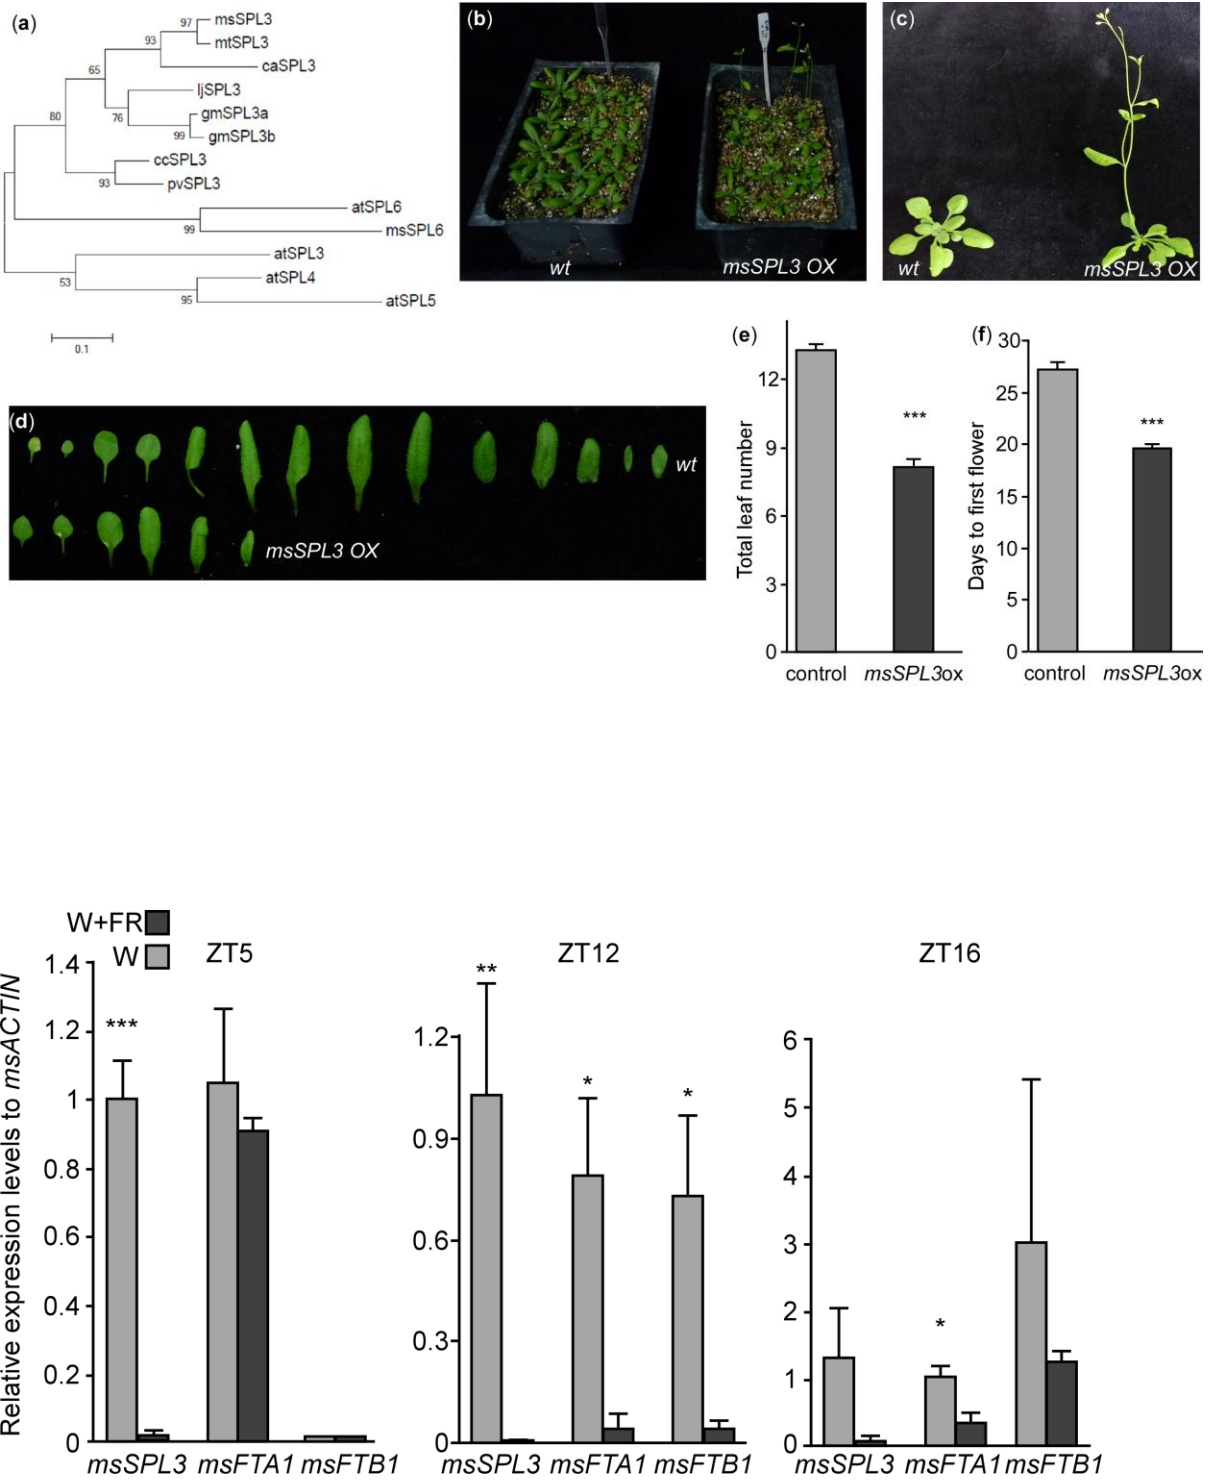 (a)
97
msSPL3
93
mtSPL3
65
caSPL3
ljSPL3
80
76
gmSPL3a
99
gmSPL3b
ccSPL3
93
pvSPL3
atSPL6
99
msSPL6
atSPL3
53
atSPL4
95
atSPL5
0.1
(b)
wt
msSPL3 OX
(c)
wt
msSPL3 OX
(d)
wt
msSPL3 OX
(e)
Total leaf number
12
9
6
3
0
***
control
msSPL3ox
(f)
Days to first flower
30
25
20
15
10
5
0
***
control
msSPL3ox
W+FR
W
Relative expression levels to msACTIN
ZT5
1.4
1.2
1
0.8
0.6
0.4
0.2
0
***
msSPL3 msFTA1 msFTB1
ZT12
1.2
0.9
0.6
0.3
0
**
*
*
msSPL3 msFTA1 msFTB1
ZT16
6
5
4
3
2
1
0
*
msSPL3 msFTA1 msFTB1